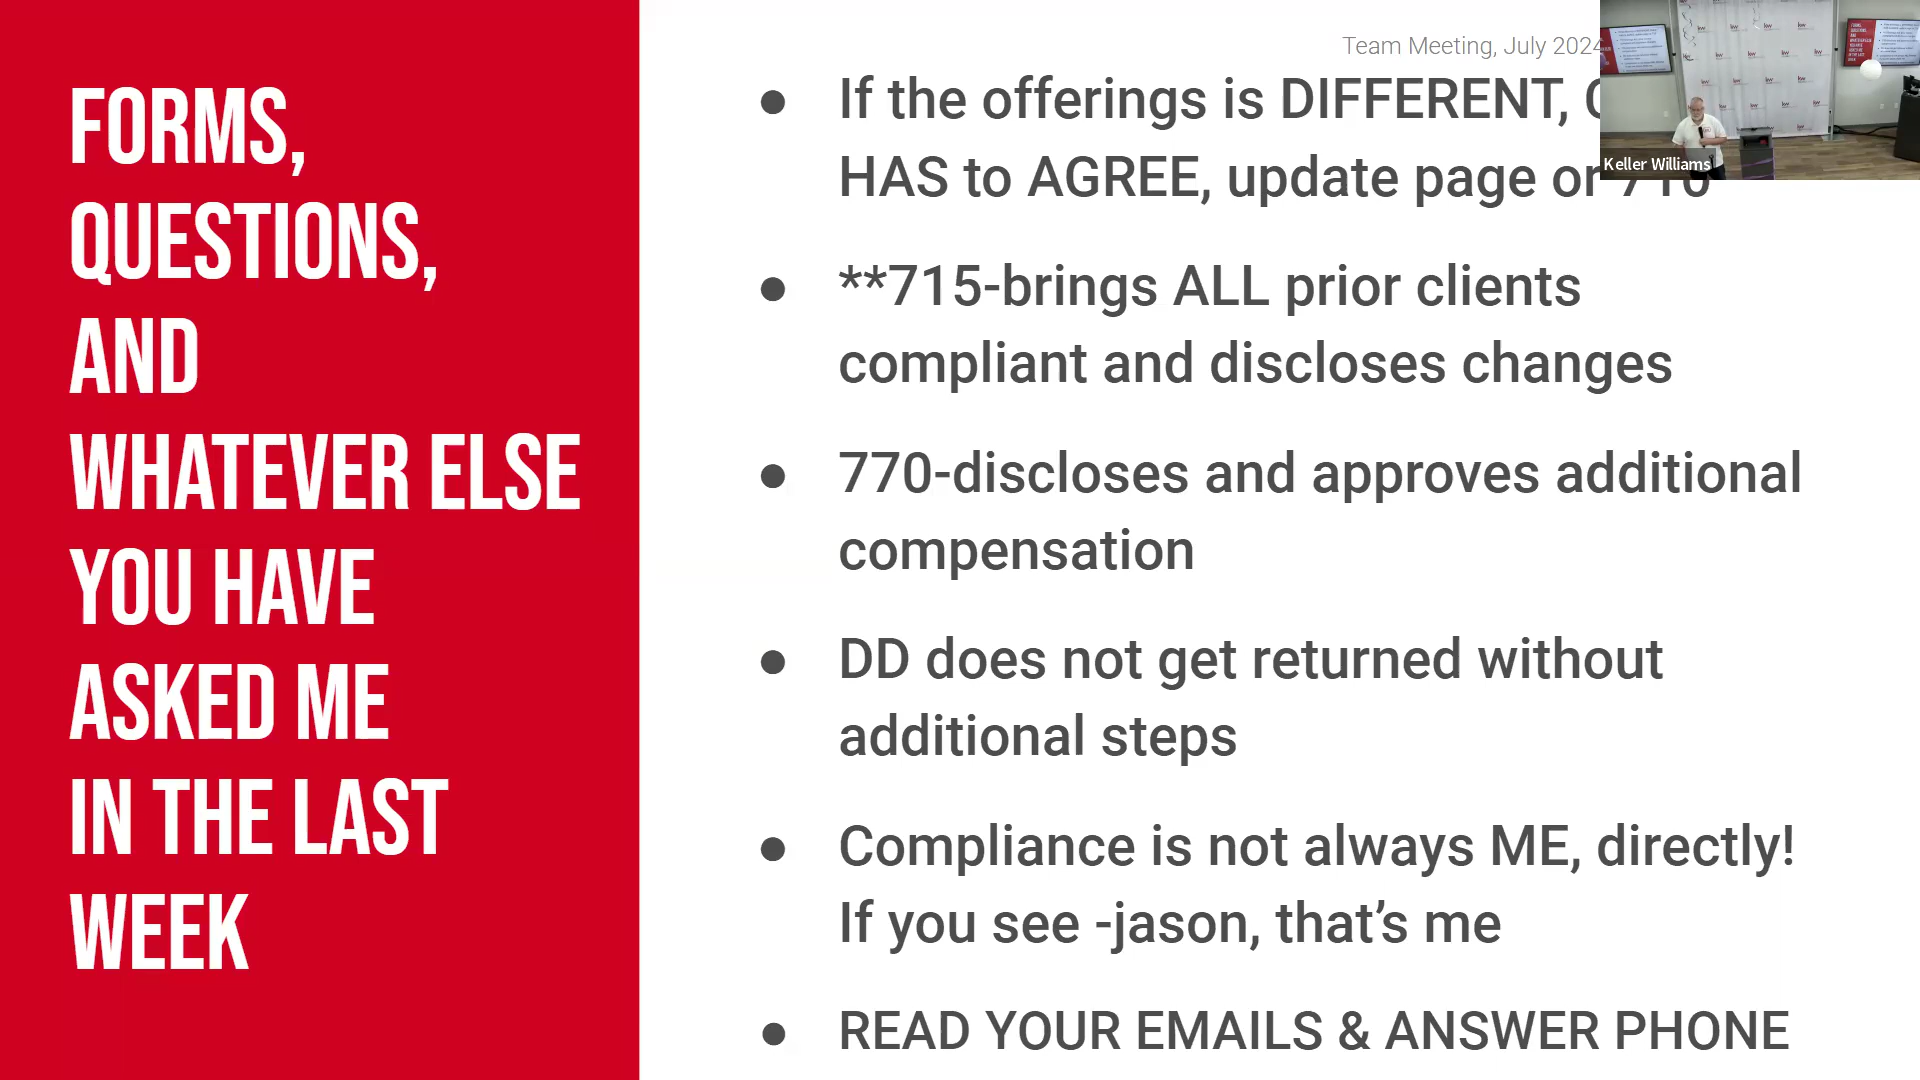 FORMS,
QUESTIONS,
AND
WHATEVER ELSE
YOU HAVE
ASKED ME
IN THE LAST
WEEK
Team Meeting, July 2024
● If the offerings is DIFFERENT,
HAS to AGREE, update page or 710
● **715-brings ALL prior clients
compliant and discloses changes
● 770-discloses and approves additional
compensation
● DD does not get returned without
additional steps
● Compliance is not always ME, directly!
If you see -jason, that’s me
● READ YOUR EMAILS & ANSWER PHONE
Keller Williams